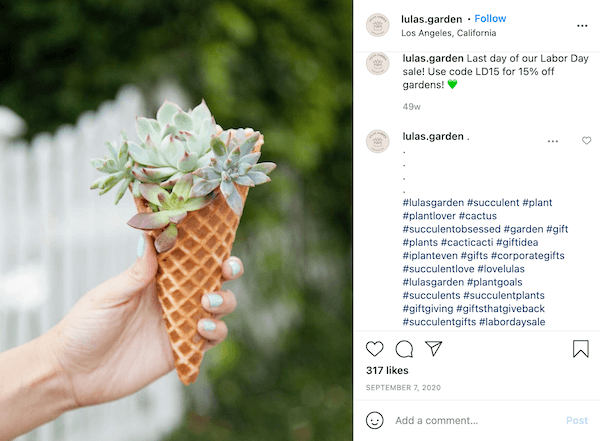 lulas.garden • Follow
Los Angeles, California
...
lulas.garden Last day of our Labor Day
sale! Use code LD15 for 15% off
gardens! 💚
49w
lulas.garden .
.
.
.
.
#lulasgarden #succulent #plant
#plantlover #cactus
#succulentobsessed #garden #gift
#plants #cacticacti #giftidea
#iplanteven #gifts #corporategifts
#succulentlove #lovelulas
#lulasgarden #plantgoals
#succulents #succulentplants
#giftgiving #giftsthatgiveback
#succulentgifts #labordaysale
317 likes
SEPTEMBER 7, 2020
Add a comment...
Post